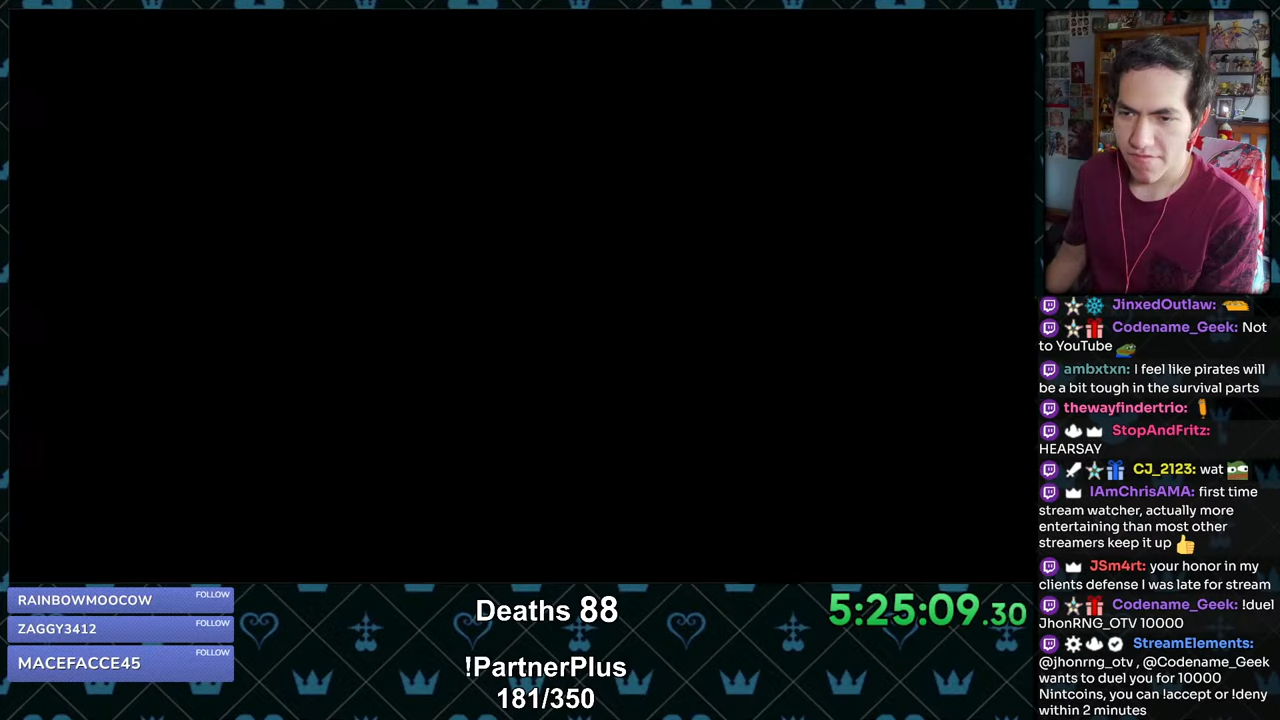 JinxedOutlaw:
Codename_Geek: Not
to YouTube
ambxtxn: I feel like pirates will
be a bit tough in the survival parts
thewayfindertrio:
StopAndFritz:
HEARSAY
CJ_2123: wat
IAmChrisAMA: first time
stream watcher, actually more
entertaining than most other
streamers keep it up
JSm4rt: your honor in my
clients defense I was late for stream
Codename_Geek: !duel
JhonRNG_OTV 10000
StreamElements:
@jhonrng_otv , @Codename_Geek
wants to duel you for 10000
Nintcoins, you can !accept or !deny
within 2 minutes
RAINBOWMOOCOW FOLLOW
ZAGGY3412 FOLLOW
MACEFACCE45 FOLLOW
Deaths 88
!PartnerPlus
181/350
5:25:09.30